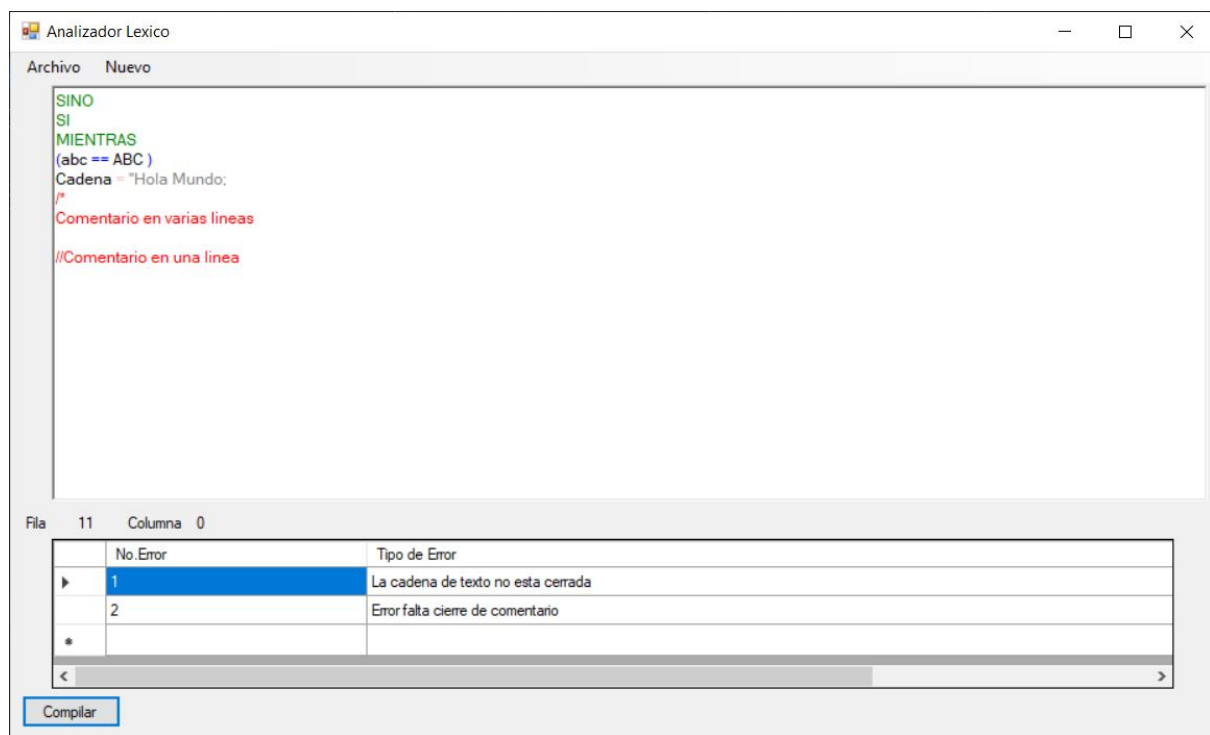 Analizador Lexico
Archivo Nuevo
SINO
SI
MIENTRAS
(abc == ABC )
Cadena = "Hola Mundo;
/*
Comentario en varias lineas
//Comentario en una linea
Fila 11 Columna 0
No.Error Tipo de Error
1 La cadena de texto no esta cerrada
2 Error falta cierre de comentario
Compilar